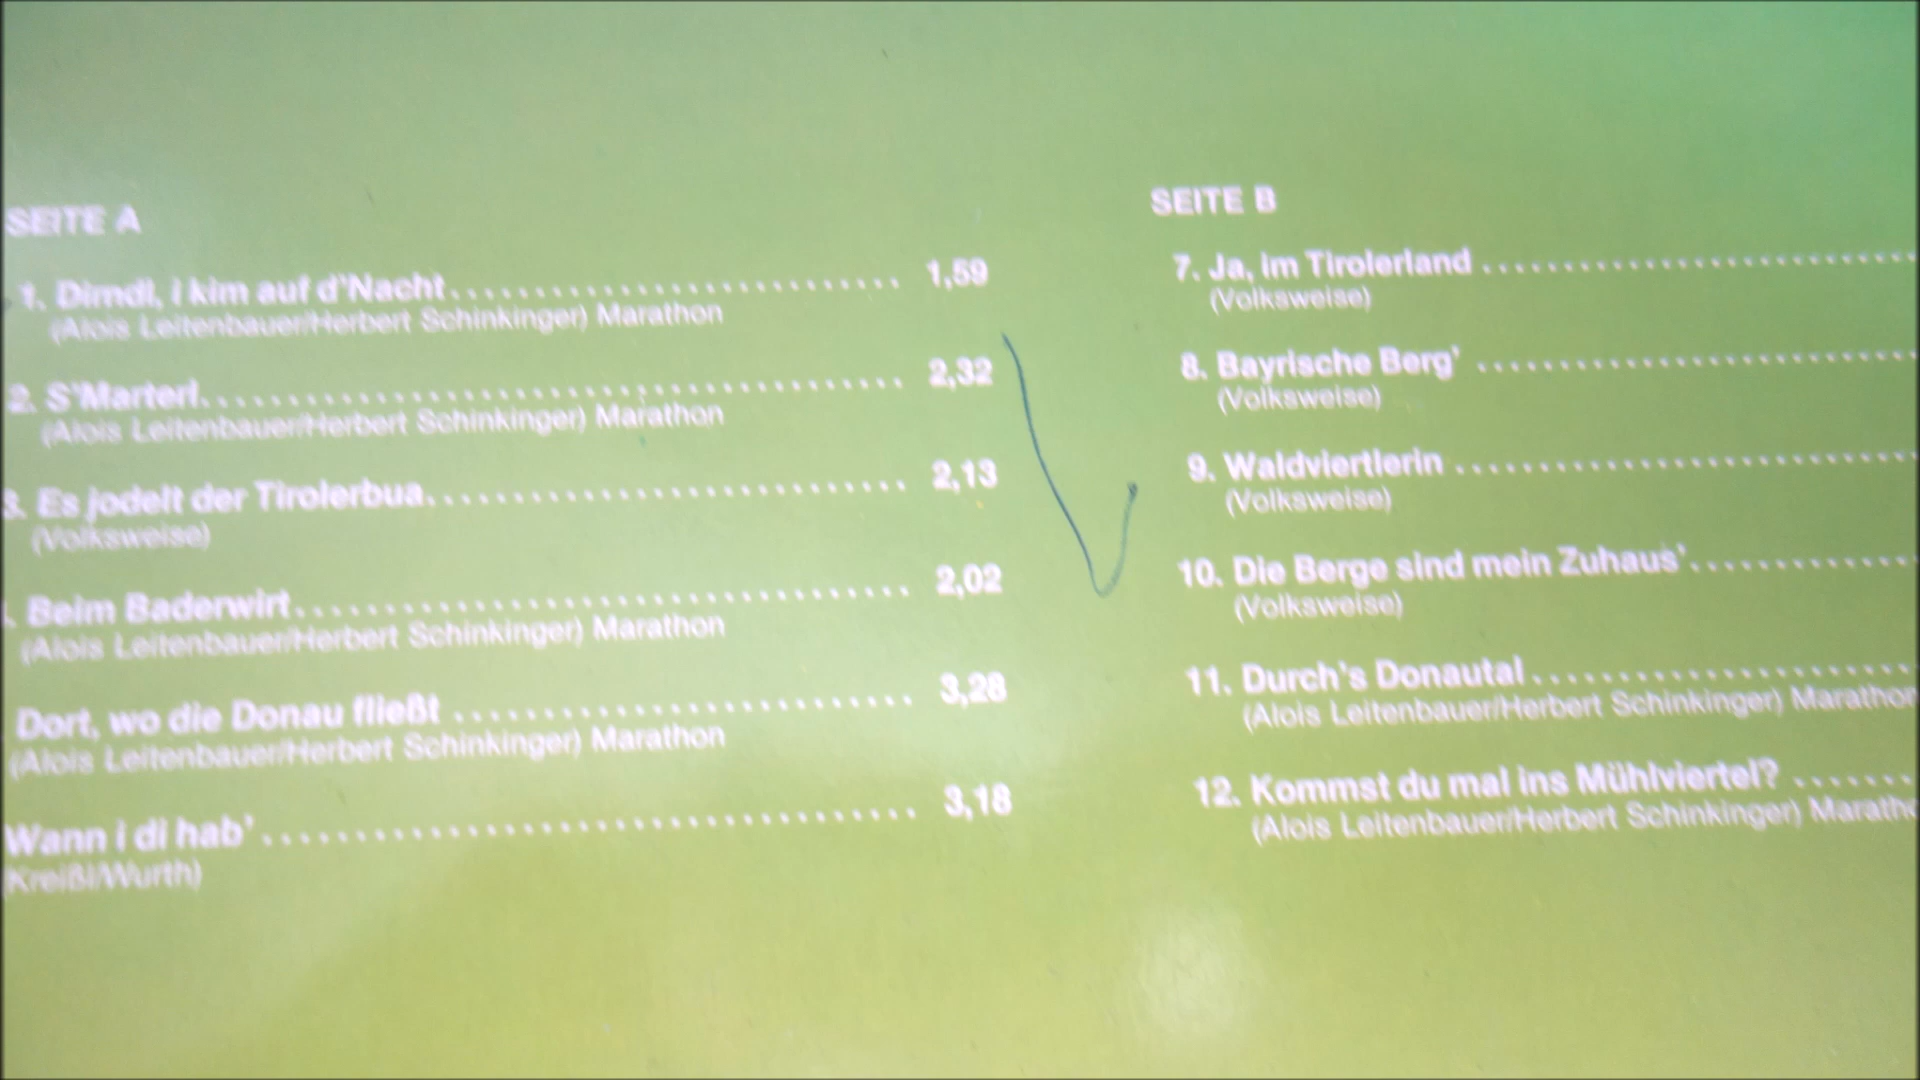 SEITE A
1. Dirndl, i kim auf d'Nacht.......................... 1,59
(Alois Leitenbauer/Herbert Schinkinger) Marathon
2. S'Marterl....................................... 2,32
(Alois Leitenbauer/Herbert Schinkinger) Marathon
3. Es jodelt der Tirolerbua........................... 2,13
(Volksweise)
. Beim Baderwirt.................................. 2,02
(Alois Leitenbauer/Herbert Schinkinger) Marathon
Dort, wo die Donau fließt ......................... 3,28
(Alois Leitenbauer/Herbert Schinkinger) Marathon
Wann i di hab' .................................... 3,18
Kreißl/Wurth)
SEITE B
7. Ja, im Tirolerland ........................
(Volksweise)
8. Bayrische Berg' ........................
(Volksweise)
9. Waldviertlerin .........................
(Volksweise)
10. Die Berge sind mein Zuhaus'.............
(Volksweise)
11. Durch's Donautal.....................
(Alois Leitenbauer/Herbert Schinkinger) Marathon
12. Kommst du mal ins Mühlviertel? .......
(Alois Leitenbauer/Herbert Schinkinger) Maratho